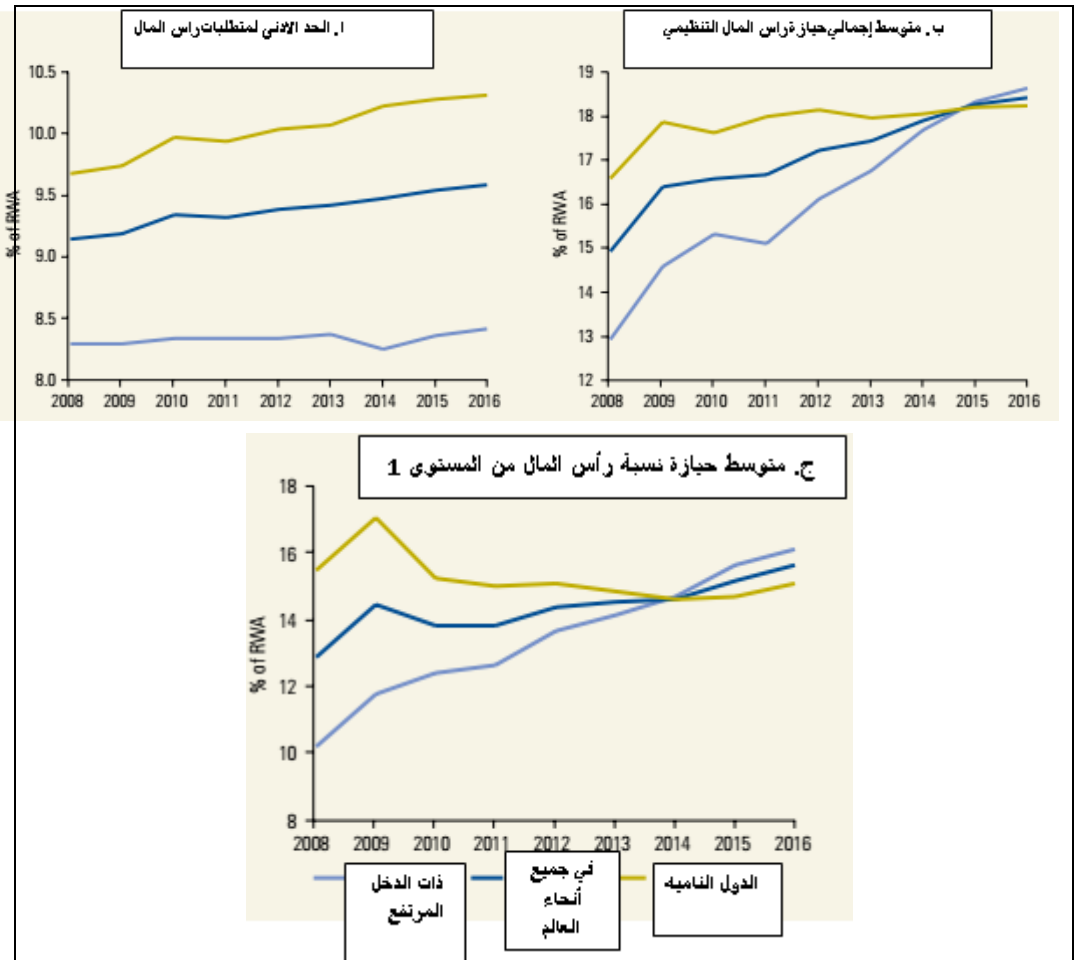 ا. الحد الادنى لمتطلبات راس المال
10.5
10.0
9.5
9.0
8.5
8.0
% of RWA
2008 2009 2010 2011 2012 2013 2014 2015 2016
ب. متوسط إجمالي حيازة راس المال التنظيمي
19
18
17
16
15
14
13
12
% of RWA
2008 2009 2010 2011 2012 2013 2014 2015 2016
ج. متوسط حيازة نسبة رأس المال من المستوى 1
18
16
14
12
10
8
% of RWA
2008 2009 2010 2011 2012 2013 2014 2015 2016
ذات الدخل
المرتفع
في جميع
أنحاء
العالم
الدول النامية